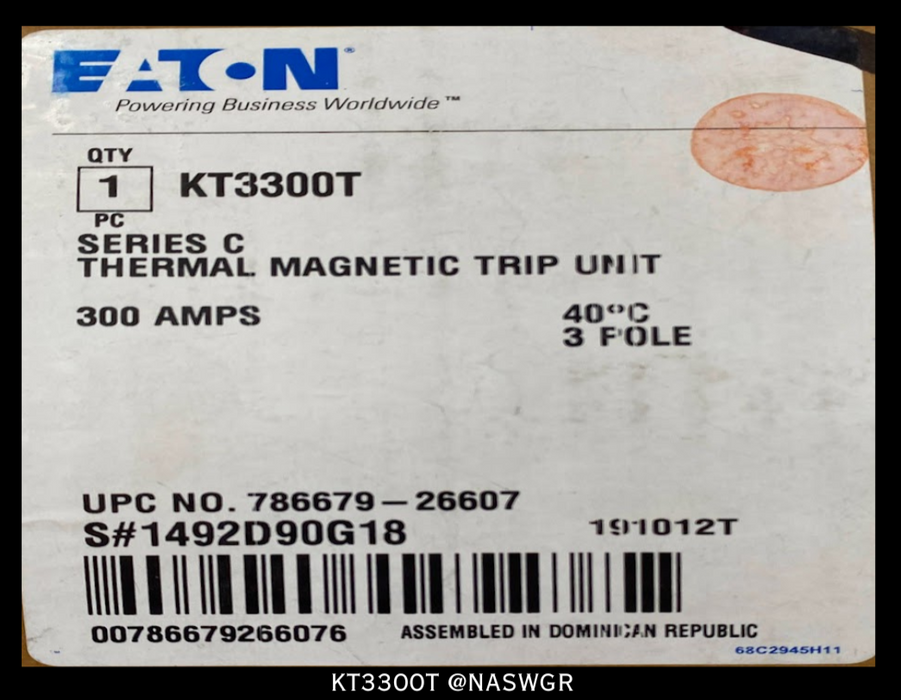 EATON®
Powering Business Worldwide™
QTY
1 KT3300T
PC
SERIES C
THERMAL MAGNETIC TRIP UNIT
300 AMPS 40°C
3 POLE
UPC NO. 786679-26607
S#1492D90G18 191012T
00786679266076 ASSEMBLED IN DOMINICAN REPUBLIC
68C2945H11
KT3300T @NASWGR